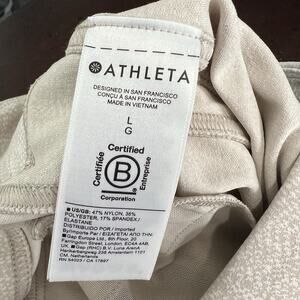 ATHLETA
DESIGNED IN SAN FRANCISCO
CONÇU À SAN FRANCISCO
MADE IN VIETNAM
L
G
Certified
Certifiée
B
Entreprise
Corporation
US/GB: 47% NYLON, 36%
POLYESTER, 17% SPANDEX/
ELASTANE
DISTRIBUIDO POR / Imported
By/Importe Par / ΕΙΣΑΓΕΤΑΙ ΑΠΟ ΤΗΝ:
Gap Europe Ltd., 6th Floor, 20
Farringdon Street, London, EC4A 4AB,
UK. Gap (RHC) B.V. Luna ArenA
Herikerbergweg 238 Amsterdam 1101
CM, Netherlands
RN 54023 / CA 17897